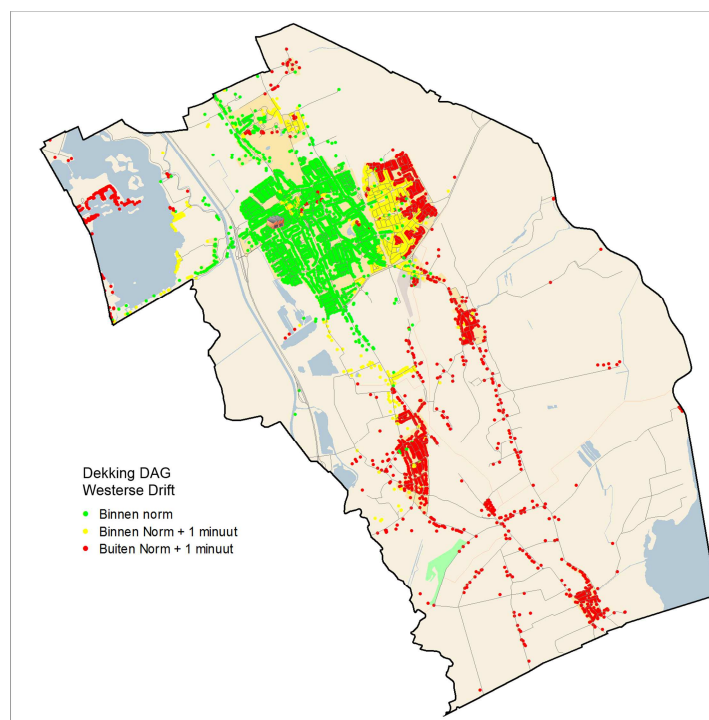 Dekking DAG
Westerse Drift
Binnen norm
Binnen Norm + 1 minuut
Buiten Norm + 1 minuut